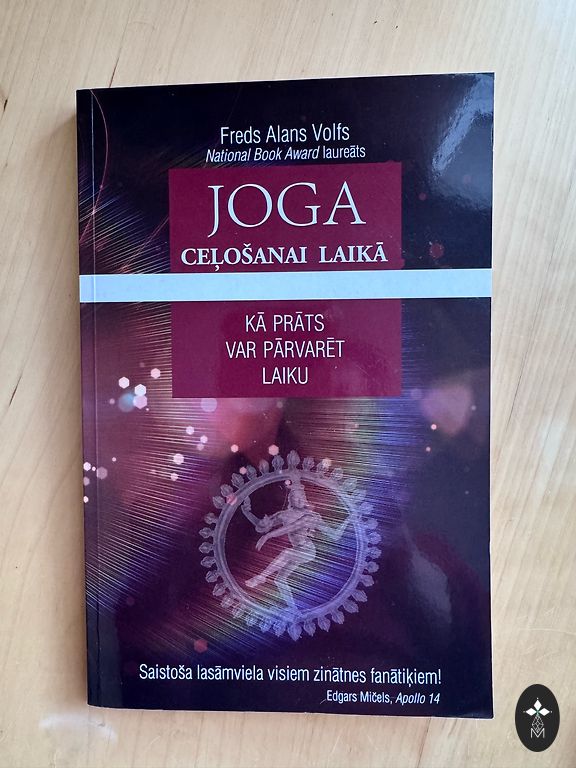 Freds Alans Volfs
National Book Award laureāts
JOGA
CEĻOŠANAI LAIKĀ
KĀ PRĀTS
VAR PĀRVARĒT
LAIKU
Saistoša lasāmviela visiem zinātnes fanātiķiem!
Edgars Mičels, Apollo 14
M